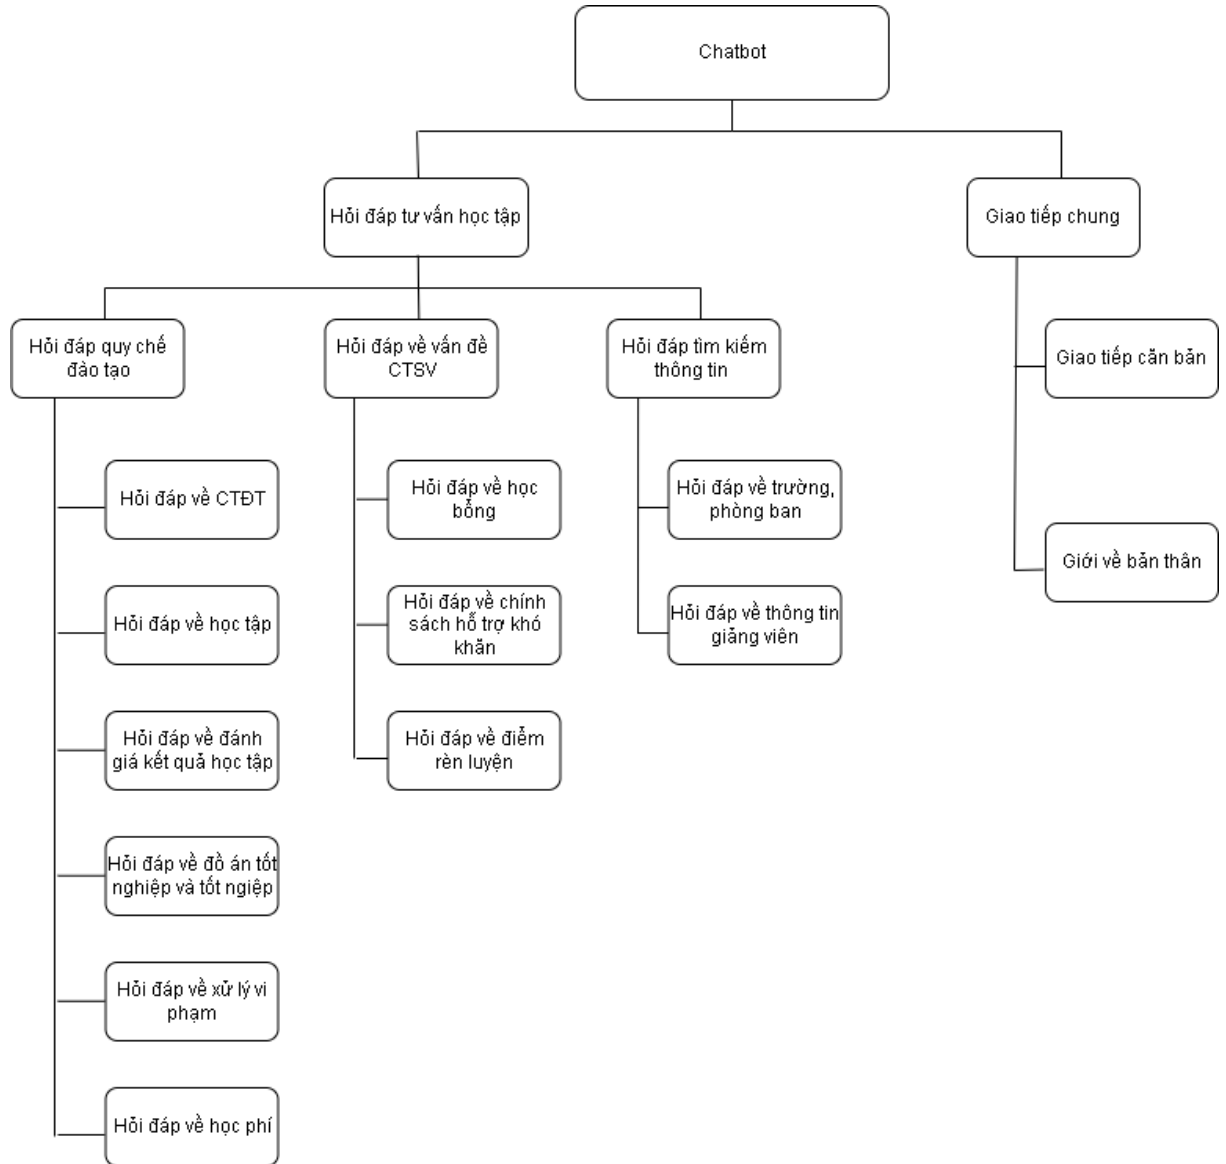 Chatbot
Hỏi đáp tư vấn học tập
Giao tiếp chung
Hỏi đáp quy chế
đào tạo
Hỏi đáp về vấn đề
CTSV
Hỏi đáp tìm kiếm
thông tin
Giao tiếp căn bản
Hỏi đáp về CTĐT
Hỏi đáp về học
bổng
Hỏi đáp về trường,
phòng ban
Giới về bản thân
Hỏi đáp về học tập
Hỏi đáp về chính
sách hỗ trợ khó
khăn
Hỏi đáp về thông tin
giảng viên
Hỏi đáp về đánh
giá kết quả học tập
Hỏi đáp về điểm
rèn luyện
Hỏi đáp về đồ án tốt
nghiệp và tốt ngiệp
Hỏi đáp về xử lý vi
phạm
Hỏi đáp về học phí